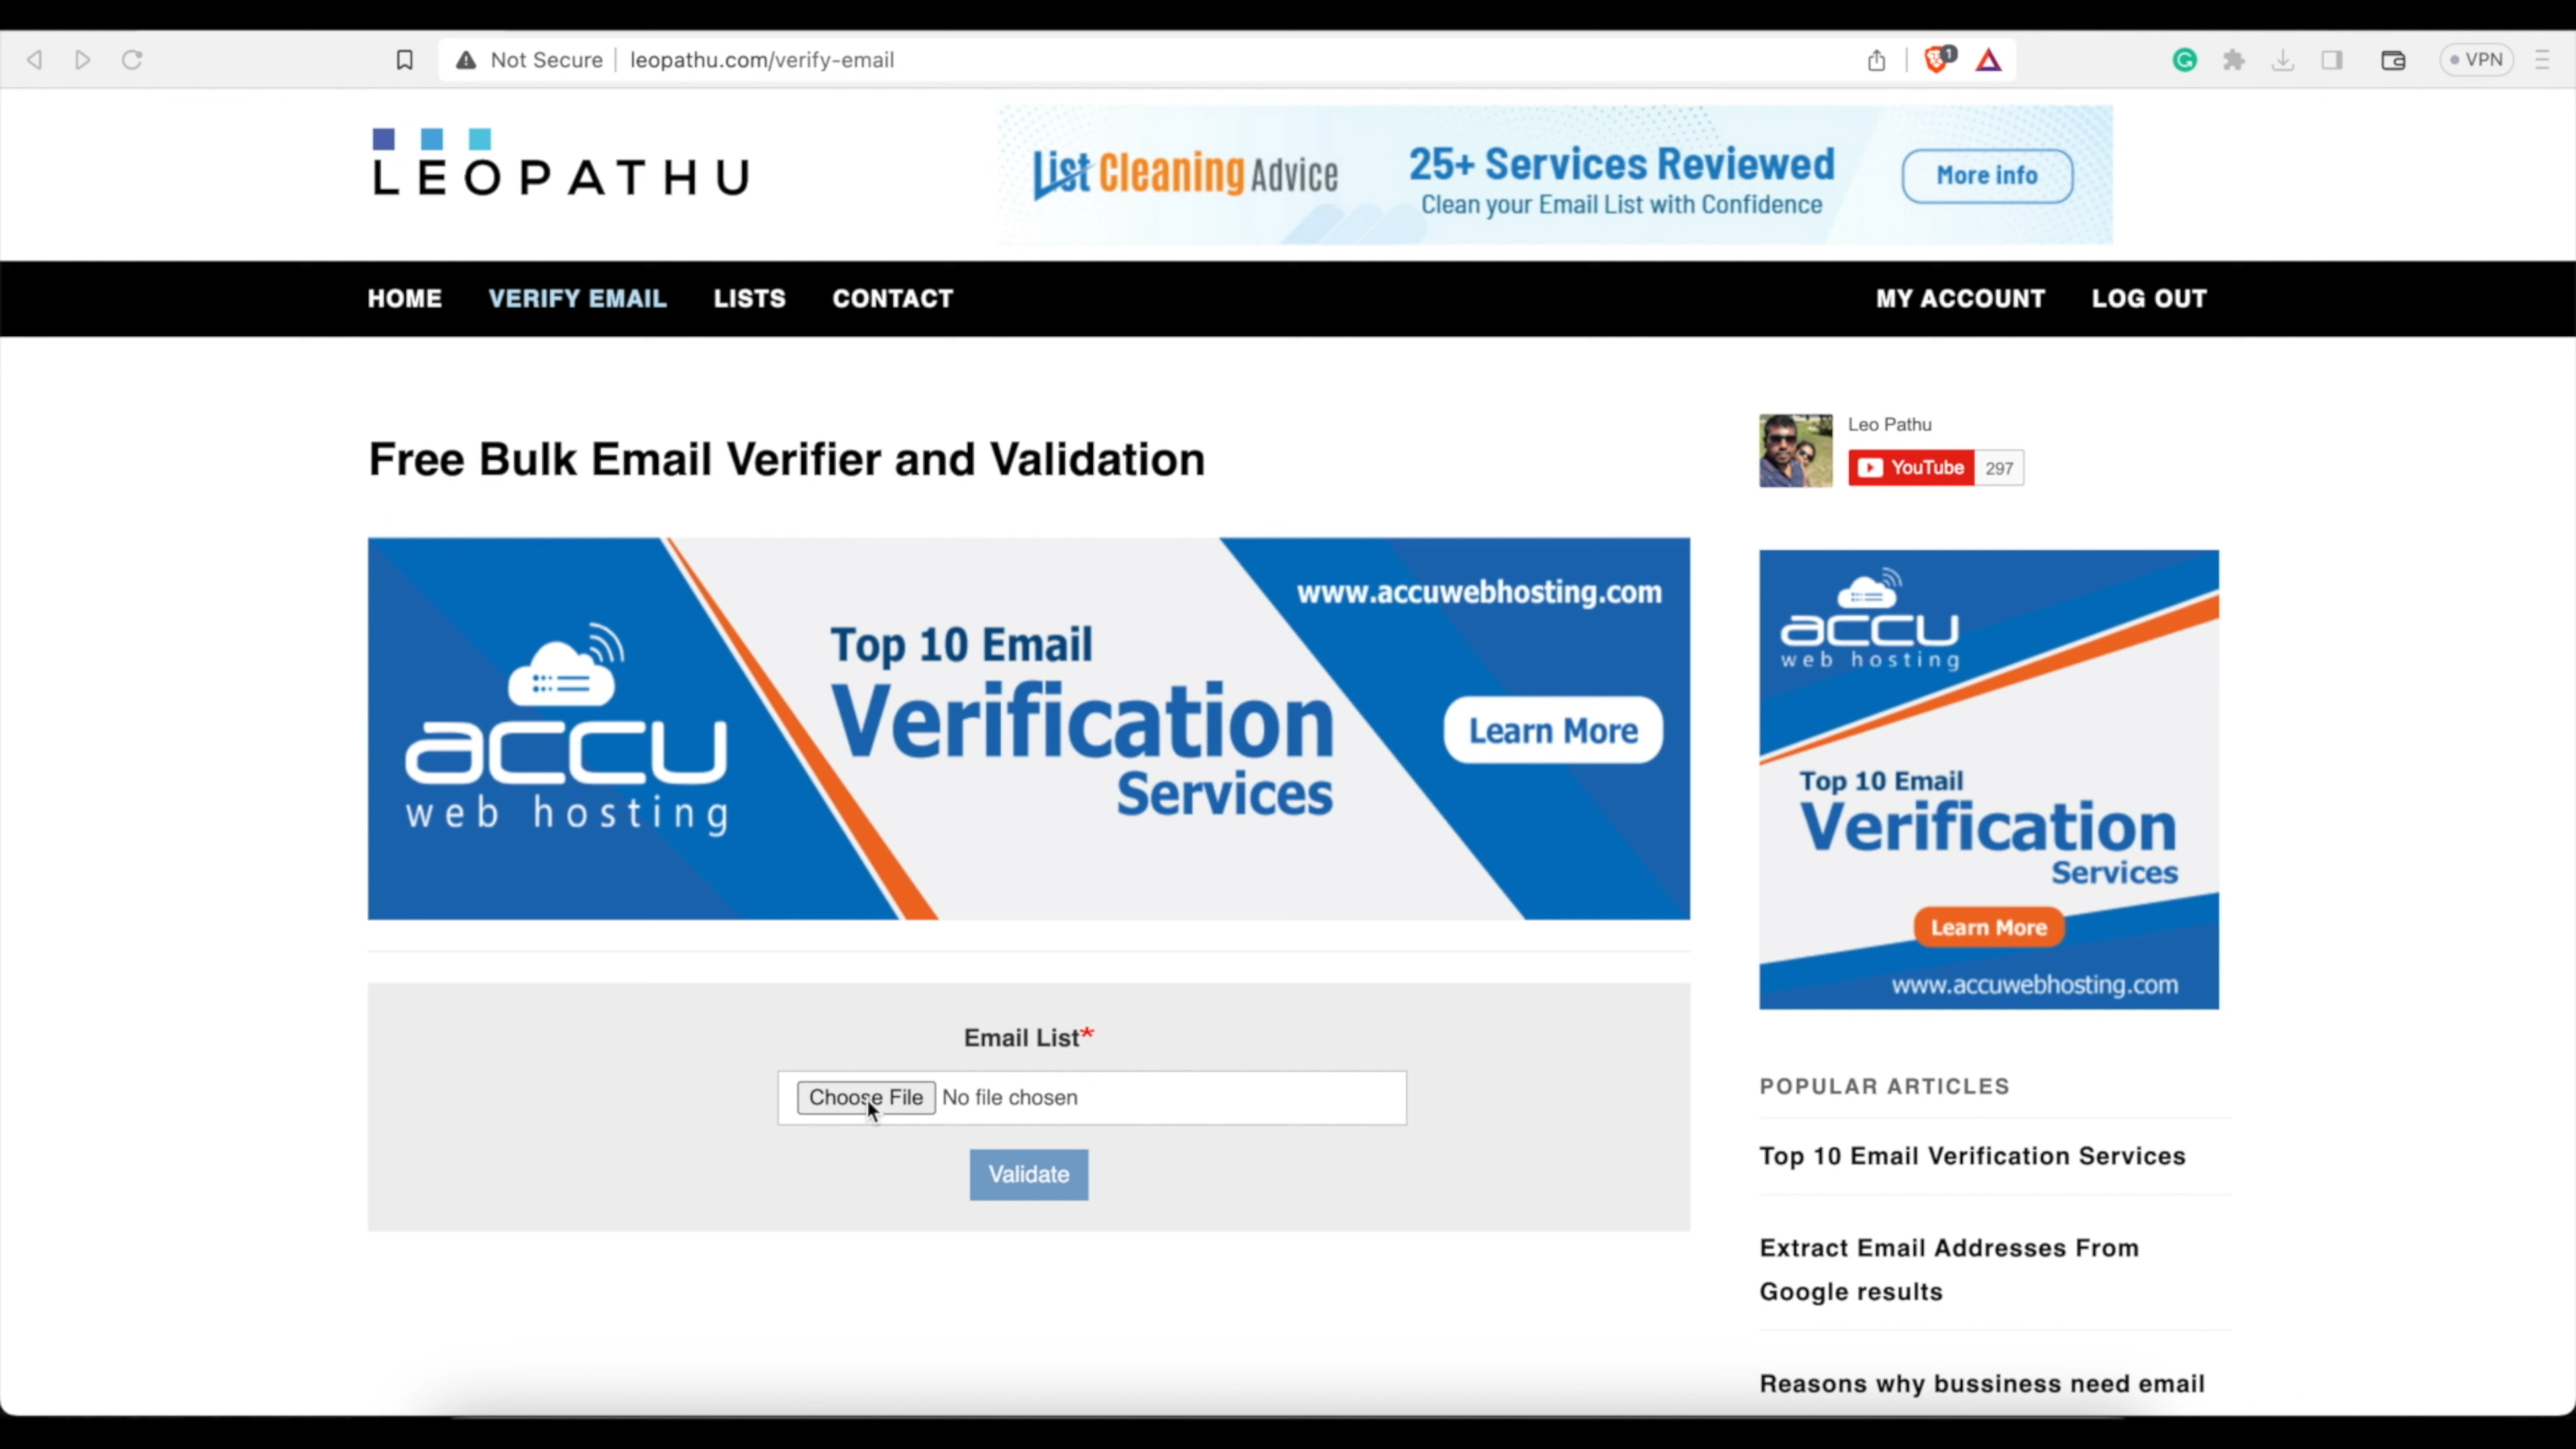 Not Secure
leopathu.com/verify-email
1
VPN
LEOPATHU
List Cleaning Advice
25+ Services Reviewed
Clean your Email List with Confidence
More info
HOME
VERIFY EMAIL
LISTS
CONTACT
MY ACCOUNT
LOG OUT
Free Bulk Email Verifier and Validation
accu
web hosting
Top 10 Email
Verification
Services
www.accuwebhosting.com
Learn More
Email List*
Choose File
No file chosen
Validate
Leo Pathu
YouTube
297
accu
web hosting
Top 10 Email
Verification
Services
Learn More
www.accuwebhosting.com
POPULAR ARTICLES
Top 10 Email Verification Services
Extract Email Addresses From
Google results
Reasons why bussiness need email